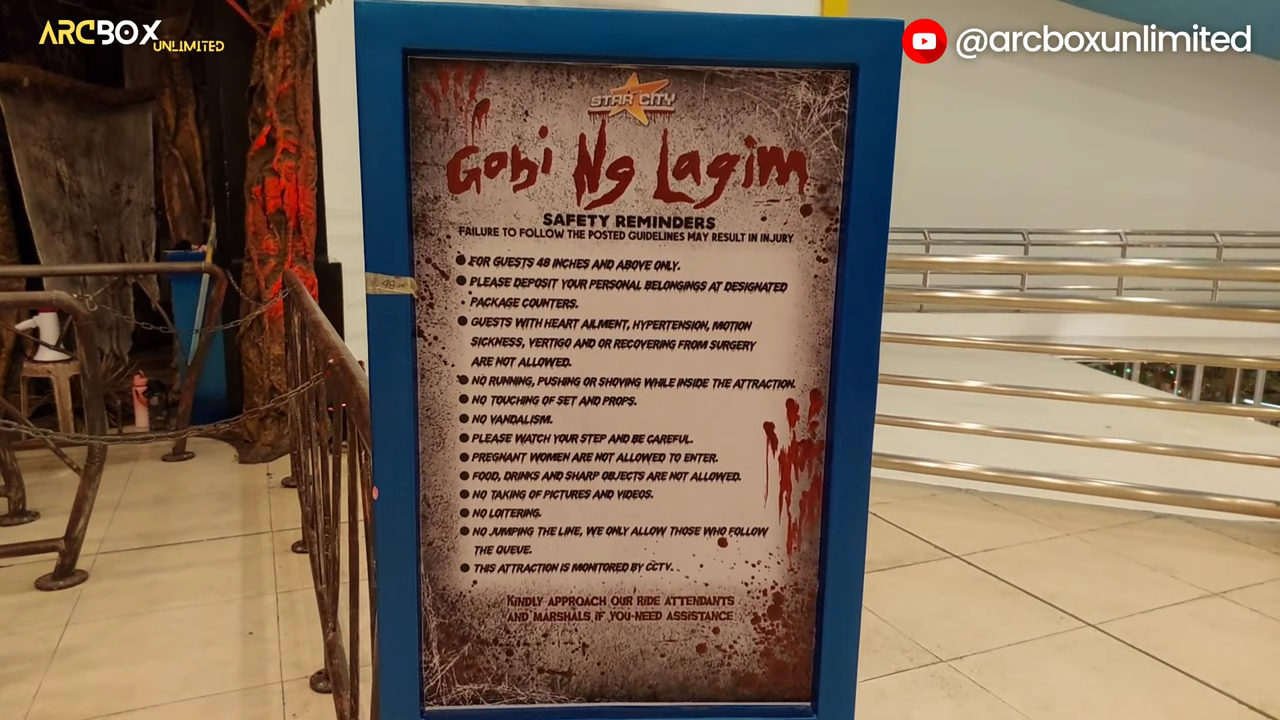 ARCBOX
UNLIMITED
@arcboxunlimited
STAR CITY
Gabi Ng Lagim
SAFETY REMINDERS
FAILURE TO FOLLOW THE POSTED GUIDELINES MAY RESULT IN INJURY
● FOR GUESTS 48 INCHES AND ABOVE ONLY.
● PLEASE DEPOSIT YOUR PERSONAL BELONGINGS AT DESIGNATED
PACKAGE COUNTERS.
● GUESTS WITH HEART AILMENT, HYPERTENSION, MOTION
SICKNESS, VERTIGO AND OR RECOVERING FROM SURGERY
ARE NOT ALLOWED.
● NO RUNNING, PUSHING OR SHOVING WHILE INSIDE THE ATTRACTION.
● NO TOUCHING OF SET AND PROPS.
● NO VANDALISM.
● PLEASE WATCH YOUR STEP AND BE CAREFUL.
● PREGNANT WOMEN ARE NOT ALLOWED TO ENTER.
● FOOD, DRINKS AND SHARP OBJECTS ARE NOT ALLOWED.
● NO TAKING OF PICTURES AND VIDEOS.
● NO LOITERING.
● NO JUMPING THE LINE, WE ONLY ALLOW THOSE WHO FOLLOW
THE QUEUE.
● THIS ATTRACTION IS MONITORED BY CCTV.
KINDLY APPROACH OUR RIDE ATTENDANTS
AND MARSHALS IF YOU NEED ASSISTANCE